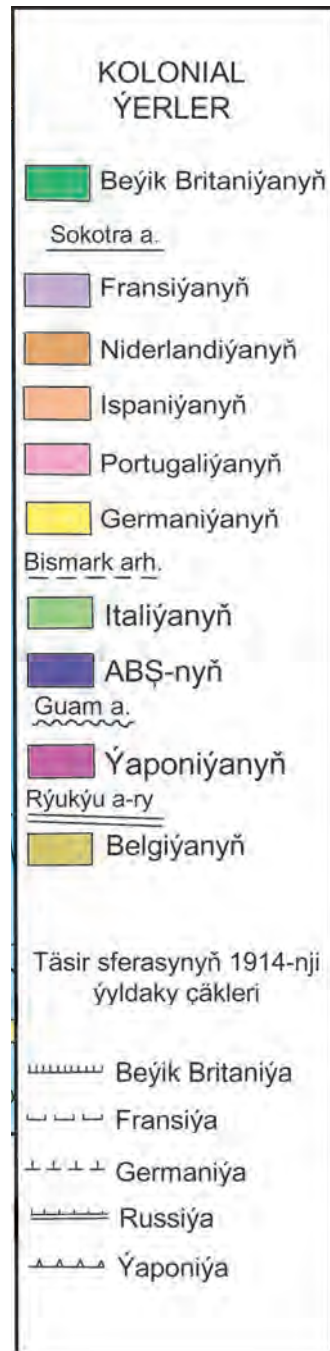 KOLONIAL
ÝERLER
Beýik Britaniýanyň
Sokotra a.
Fransiýanyň
Niderlandiýanyň
Ispaniýanyň
Portugaliýanyň
Germaniýanyň
Bismark arh.
Italiýanyň
ABŞ-nyň
Guam a.
Ýaponiýanyň
Rýukýu a-ry
Belgiýanyň
Täsir sferasynyň 1914-nji
ýyldaky çäkleri
Beýik Britaniýa
Fransiýa
Germaniýa
Russiýa
Ýaponiýa